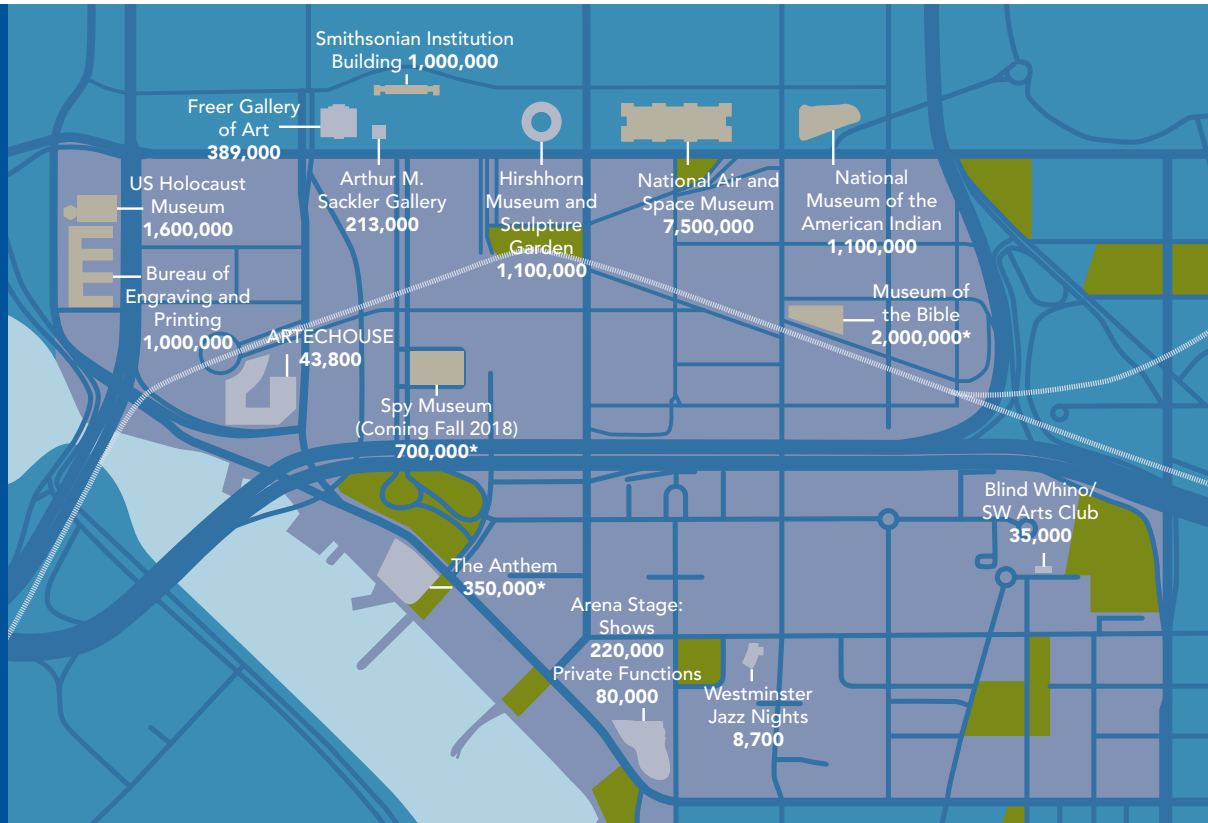 Smithsonian Institution
Building 1,000,000
Freer Gallery
of Art
389,000
US Holocaust
Museum
1,600,000
Arthur M.
Sackler Gallery
213,000
Hirshhorn
Museum and
Sculpture
Garden
1,100,000
National Air and
Space Museum
7,500,000
National
Museum of the
American Indian
1,100,000
Bureau of
Engraving and
Printing
1,000,000
Museum of
the Bible
2,000,000*
ARTECHOUSE
43,800
Spy Museum
(Coming Fall 2018)
700,000*
Blind Whino/
SW Arts Club
35,000
The Anthem
350,000*
Arena Stage:
Shows
220,000
Private Functions
80,000
Westminster
Jazz Nights
8,700